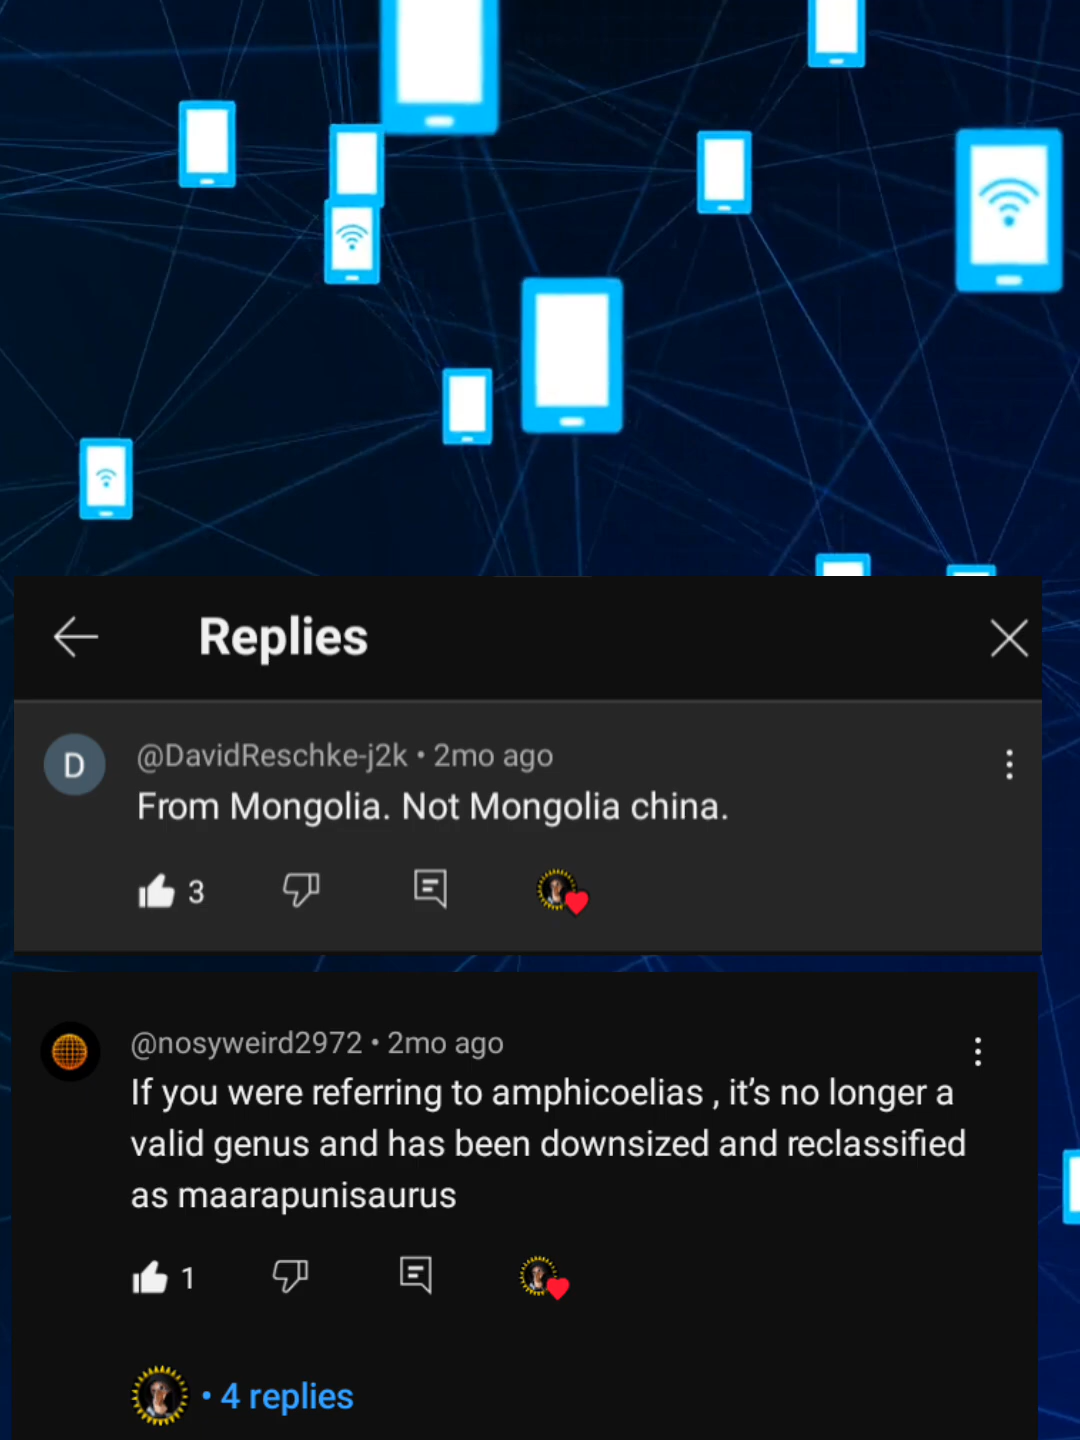 Replies
D
@DavidReschke-j2k • 2mo ago
From Mongolia. Not Mongolia china.
3
@nosyweird2972 • 2mo ago
If you were referring to amphicoelias , it’s no longer a
valid genus and has been downsized and reclassified
as maarapunisaurus
1
• 4 replies